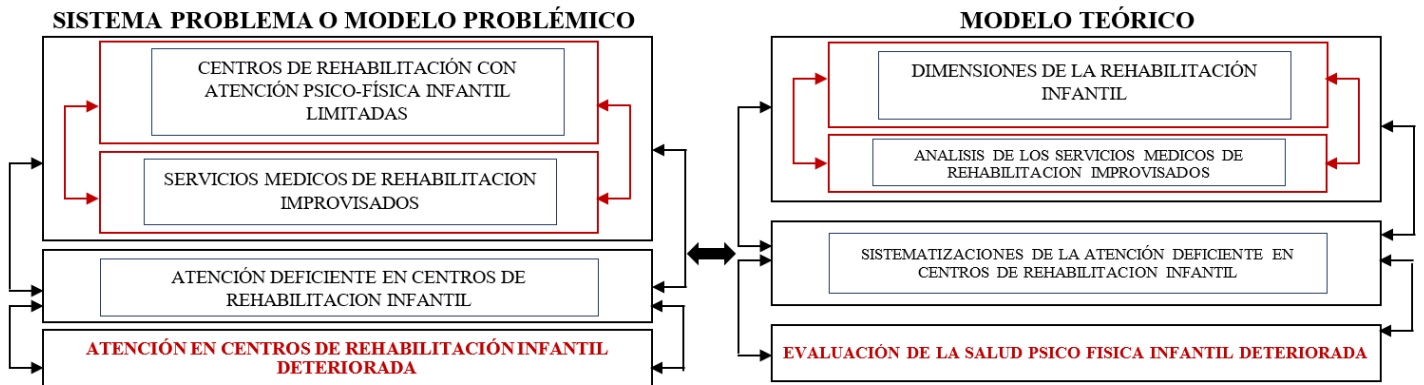 SISTEMA PROBLEMA O MODELO PROBLÉMICO
CENTROS DE REHABILITACIÓN CON
ATENCIÓN PSICO-FÍSICA INFANTIL
LIMITADAS
SERVICIOS MEDICOS DE REHABILITACION
IMPROVISADOS
ATENCIÓN DEFICIENTE EN CENTROS DE
REHABILITACION INFANTIL
ATENCIÓN EN CENTROS DE REHABILITACIÓN INFANTIL
DETERIORADA
MODELO TEÓRICO
DIMENSIONES DE LA REHABILITACIÓN
INFANTIL
ANALISIS DE LOS SERVICIOS MEDICOS DE
REHABILITACION IMPROVISADOS
SISTEMATIZACIONES DE LA ATENCIÓN DEFICIENTE EN
CENTROS DE REHABILITACION INFANTIL
EVALUACIÓN DE LA SALUD PSICO FISICA INFANTIL DETERIORADA